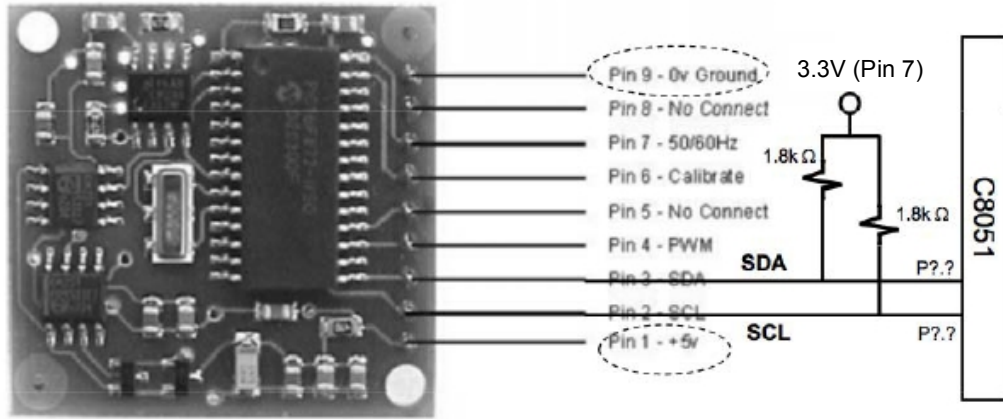 Pin 9 - 0v Ground
3.3V (Pin 7)
Pin 8 - No Connect
Pin 7 - 50/60Hz
1.8k Ω
Pin 6 - Calibrate
Pin 5 - No Connect
1.8k Ω
C8051
Pin 4 - PWM
SDA
P?.?
Pin 3 - SDA
Pin 2 - SCL
SCL
P?.?
Pin 1 - +5v